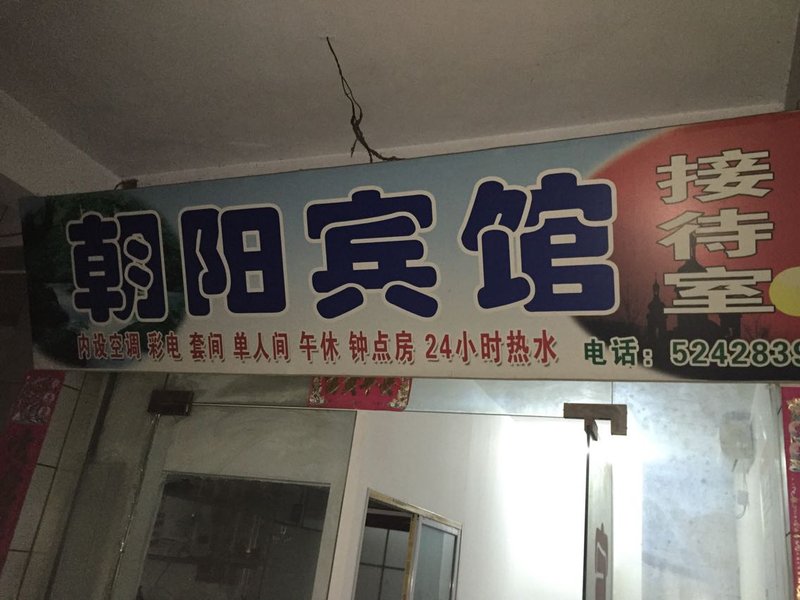 朝阳宾馆
接待室
内设空调 彩电 套间 单人间 午休 钟点房 24小时热水
电话：5242839